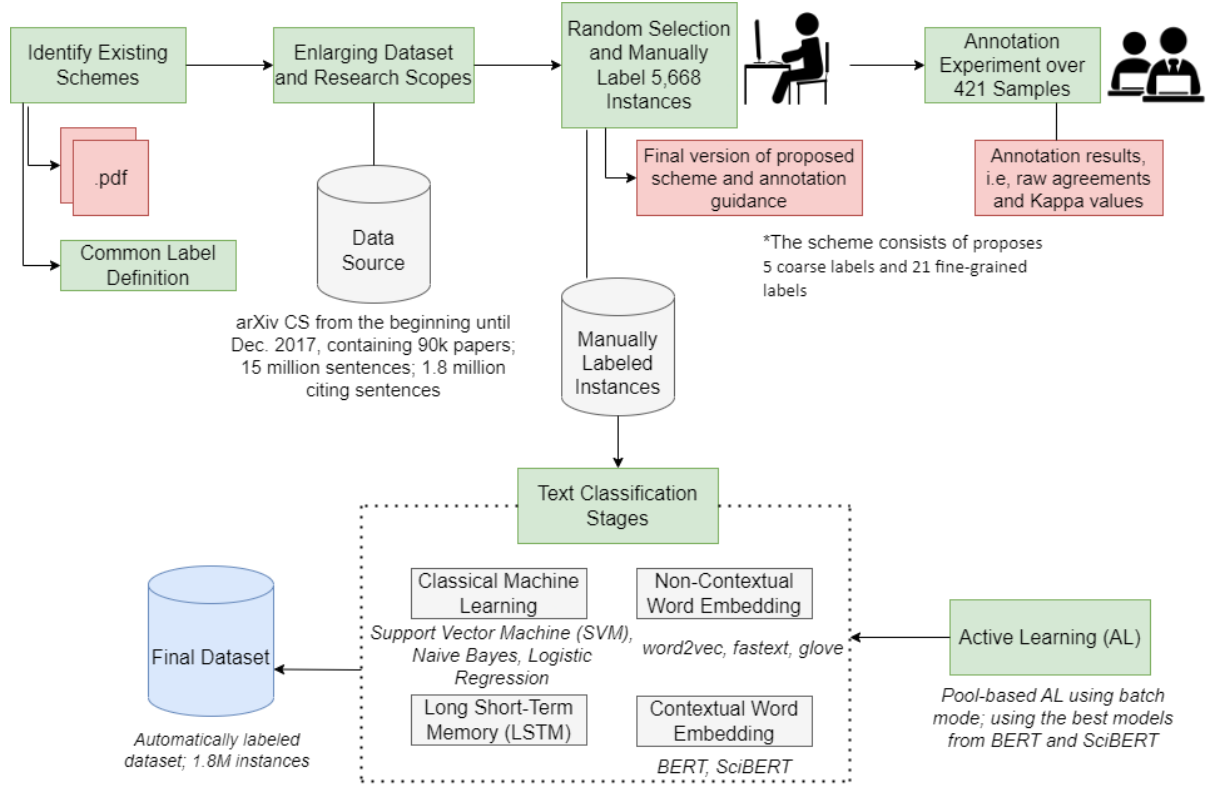 Identify Existing
Schemes
Enlarging Dataset
and Research Scopes
Random Selection
and Manually
Label 5,668
Instances
Annotation
Experiment over
421 Samples
.pdf
Common Label
Definition
Data
Source
arXiv CS from the beginning until
Dec. 2017, containing 90k papers;
15 million sentences; 1.8 million
citing sentences
Final version of proposed
scheme and annotation
guidance
Annotation results,
i.e, raw agreements
and Kappa values
*The scheme consists of proposes
5 coarse labels and 21 fine-grained
labels
Manually
Labeled
Instances
Text Classification
Stages
Classical Machine
Learning
Support Vector Machine (SVM),
Naive Bayes, Logistic
Regression
Non-Contextual
Word Embedding
word2vec, fastext, glove
Long Short-Term
Memory (LSTM)
Contextual Word
Embedding
BERT, SciBERT
Active Learning (AL)
Pool-based AL using batch
mode; using the best models
from BERT and SciBERT
Final Dataset
Automatically labeled
dataset; 1.8M instances